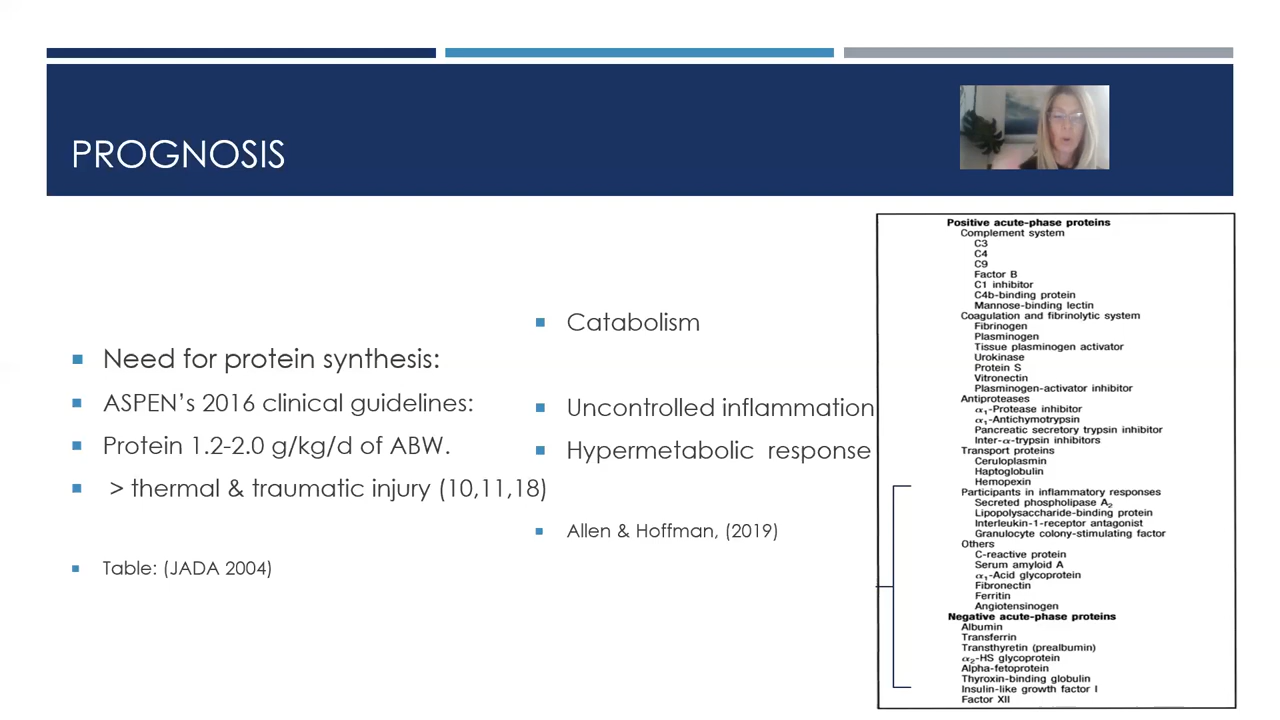 PROGNOSIS
Need for protein synthesis:
ASPEN's 2016 clinical guidelines:
Protein 1.2-2.0 g/kg/d of ABW.
> thermal & traumatic injury (10,11,18)
Table: (JADA 2004)
Catabolism
Uncontrolled inflammation
Hypermetabolic response
Allen & Hoffman, (2019)
Positive acute-phase proteins
Complement system
C3
C4
C9
Factor B
C1 inhibitor
C4b-binding protein
Mannose-binding lectin
Coagulation and fibrinolytic system
Fibrinogen
Plasminogen
Tissue plasminogen activator
Urokinase
Protein S
Vitronectin
Plasminogen-activator inhibitor
Antiproteases
α₁-Protease inhibitor
α₁-Antichymotrypsin
Pancreatic secretory trypsin inhibitor
Inter-α-trypsin inhibitors
Transport proteins
Ceruloplasmin
Haptoglobulin
Hemopexin
Participants in inflammatory responses
Secreted phospholipase A₂
Lipopolysaccharide-binding protein
Interleukin-1-receptor antagonist
Granulocyte colony-stimulating factor
Others
C-reactive protein
Serum amyloid A
α₁-Acid glycoprotein
Fibronectin
Ferritin
Angiotensinogen
Negative acute-phase proteins
Albumin
Transferrin
Transthyretin (prealbumin)
α₂-HS glycoprotein
Alpha-fetoprotein
Thyroxin-binding globulin
Insulin-like growth factor I
Factor XII